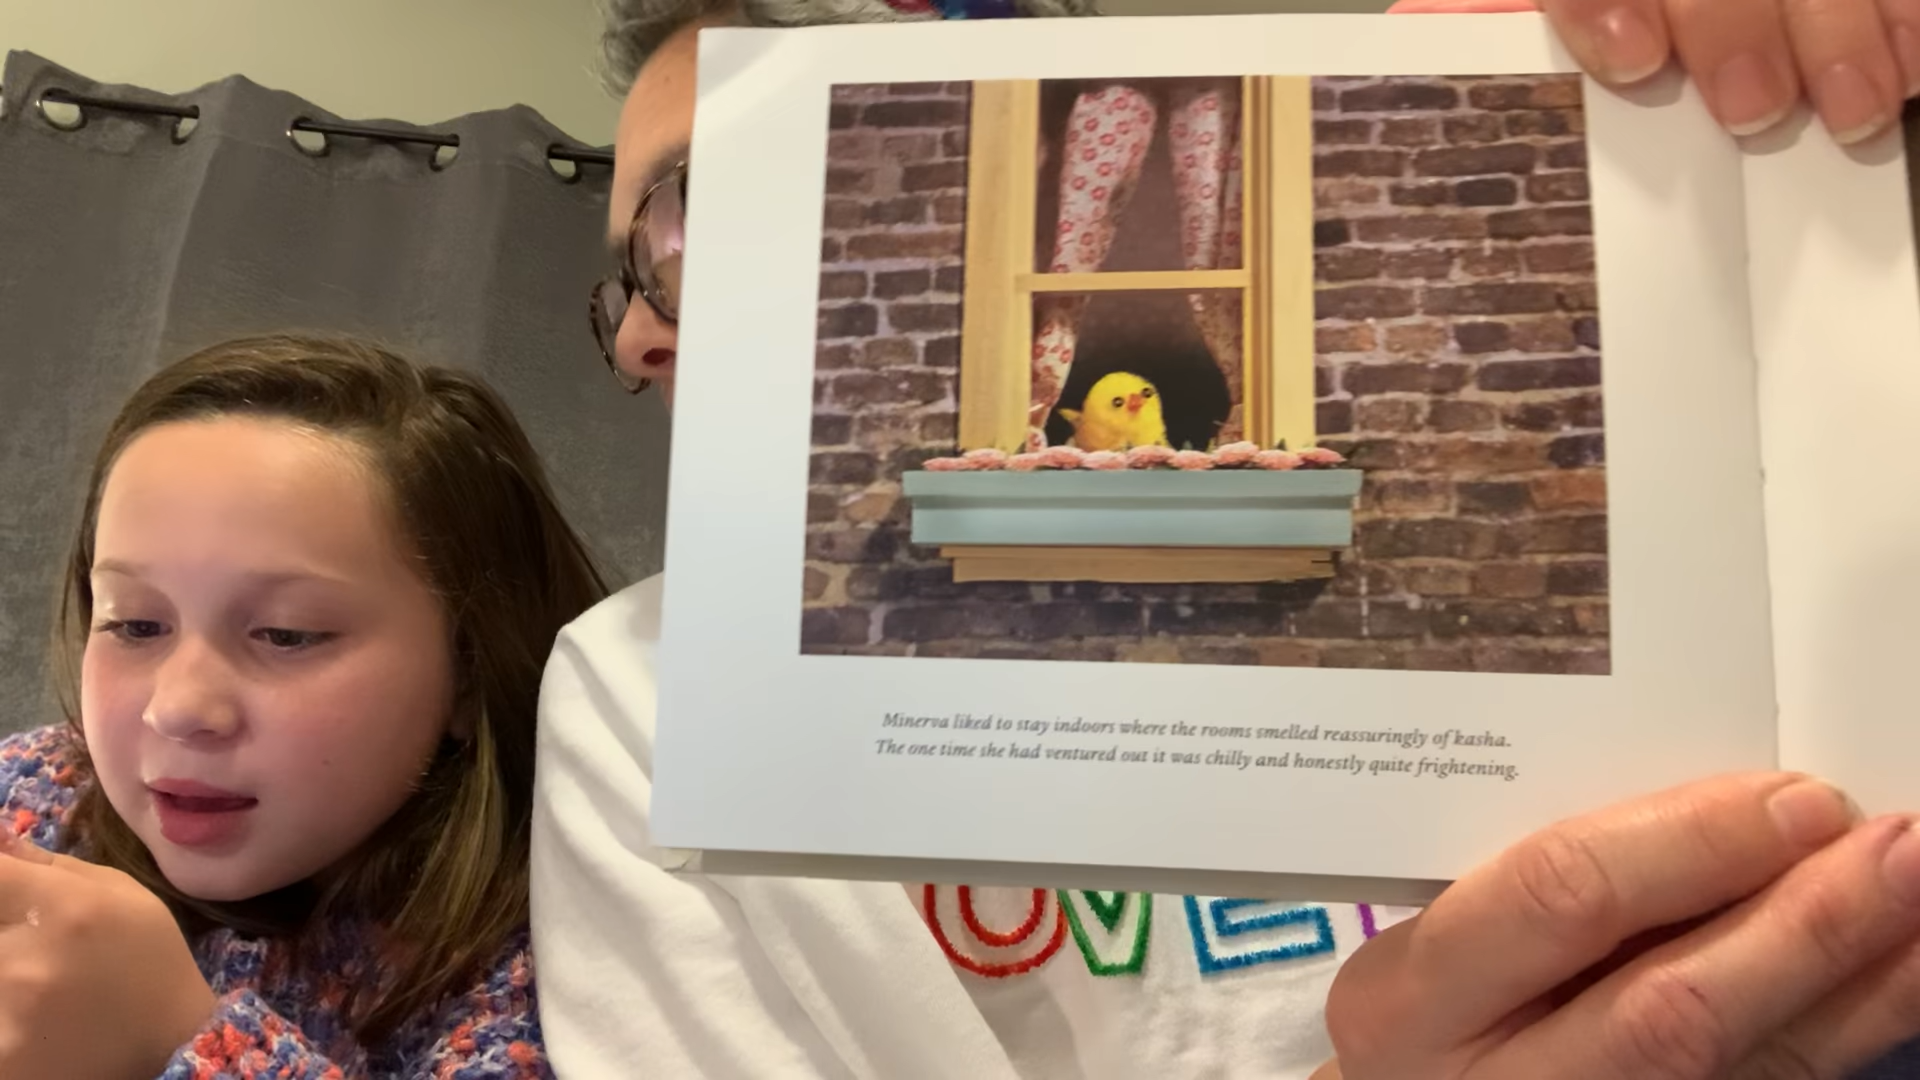 Minerva liked to stay indoors where the rooms smelled reassuringly of kasha.
The one time she had ventured out it was chilly and honestly quite frightening.
OVE